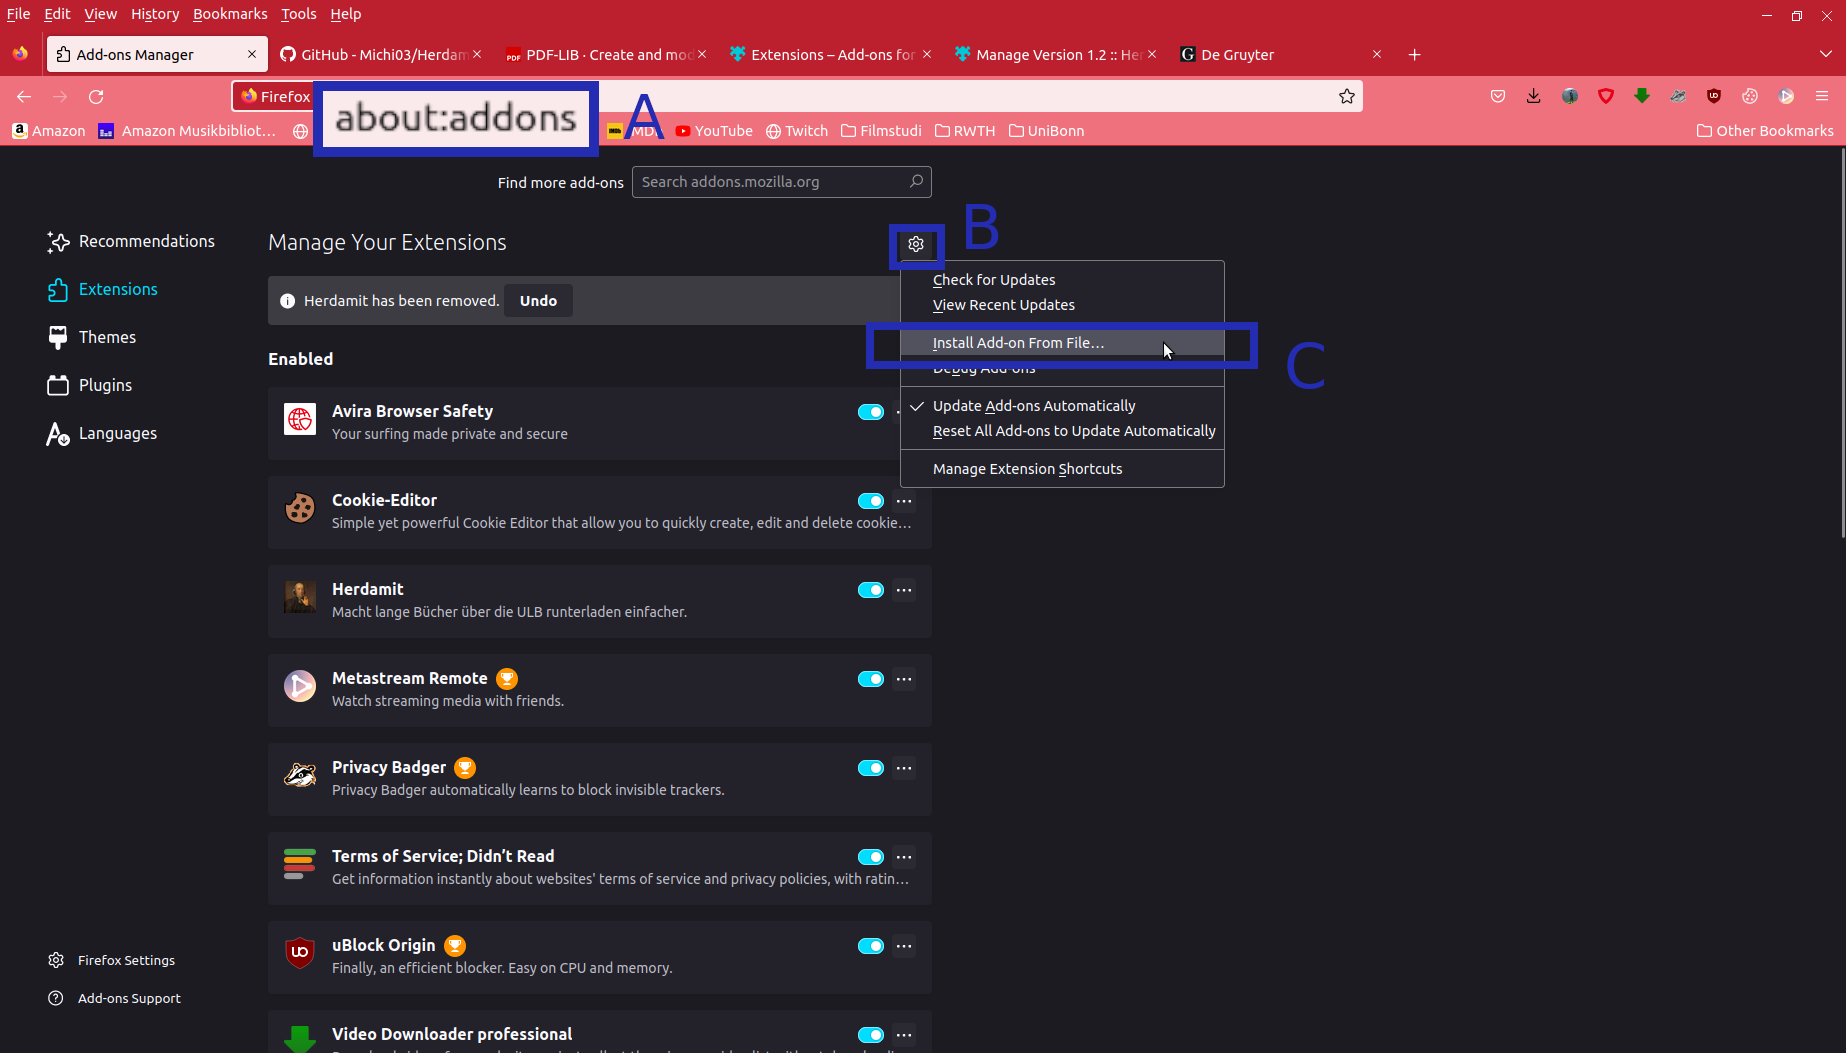 File Edit View History Bookmarks Tools Help
Add-ons Manager
GitHub - Michi03/Herdam
PDF-LIB · Create and mod
Extensions – Add-ons for
Manage Version 1.2 :: Her
De Gruyter
Firefox
about:addons
A
Amazon
Amazon Musikbibliot...
YouTube
Twitch
Filmstudi
RWTH
UniBonn
Other Bookmarks
Find more add-ons
Search addons.mozilla.org
Recommendations
Extensions
Themes
Plugins
Languages
Manage Your Extensions
B
Herdamit has been removed.
Undo
Check for Updates
View Recent Updates
Install Add-on From File...
C
Debug Add-ons
Update Add-ons Automatically
Reset All Add-ons to Update Automatically
Manage Extension Shortcuts
Enabled
Avira Browser Safety
Your surfing made private and secure
Cookie-Editor
Simple yet powerful Cookie Editor that allow you to quickly create, edit and delete cookie...
Herdamit
Macht lange Bücher über die ULB runterladen einfacher.
Metastream Remote
Watch streaming media with friends.
Privacy Badger
Privacy Badger automatically learns to block invisible trackers.
Terms of Service; Didn’t Read
Get information instantly about websites' terms of service and privacy policies, with ratin...
uBlock Origin
Finally, an efficient blocker. Easy on CPU and memory.
Video Downloader professional
Firefox Settings
Add-ons Support